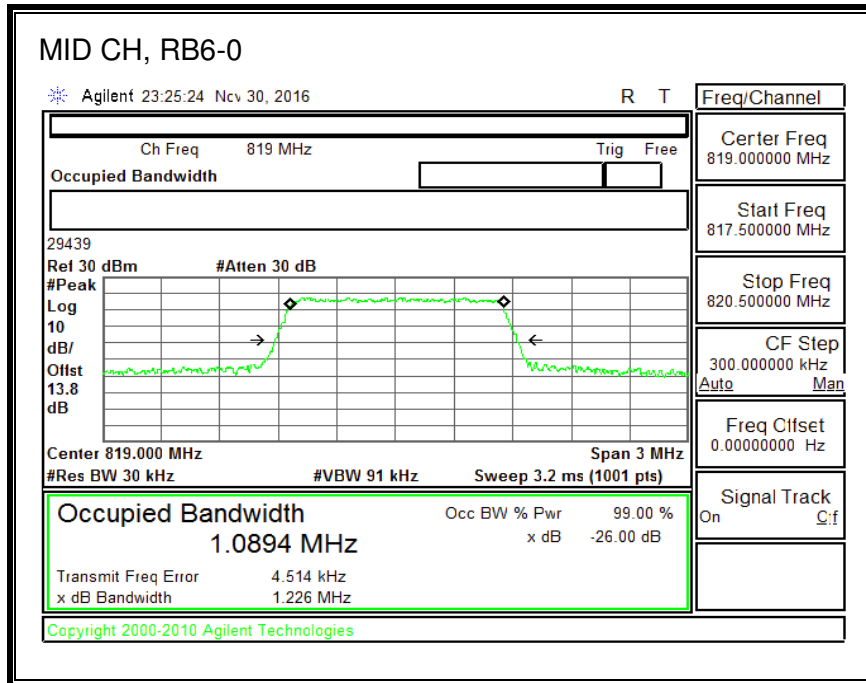 MID CH, RB6-0
Agilent 23:25:24 Nov 30, 2016 R T
Freq/Channel
Ch Freq 819 MHz Trig Free
Occupied Bandwidth
Center Freq
819.000000 MHz
Start Freq
817.500000 MHz
Stop Freq
820.500000 MHz
CF Step
300.000000 kHz
Auto Man
Freq Offset
0.00000000 Hz
Signal Track
On Off
29439
Ref 30 dBm #Atten 30 dB
#Peak
Log
10
dB/
Offst
13.8
dB
Center 819.000 MHz Span 3 MHz
#Res BW 30 kHz #VBW 91 kHz Sweep 3.2 ms (1001 pts)
Occupied Bandwidth Occ BW % Pwr 99.00 %
1.0894 MHz x dB -26.00 dB
Transmit Freq Error 4.514 kHz
x dB Bandwidth 1.226 MHz
Copyright 2000-2010 Agilent Technologies